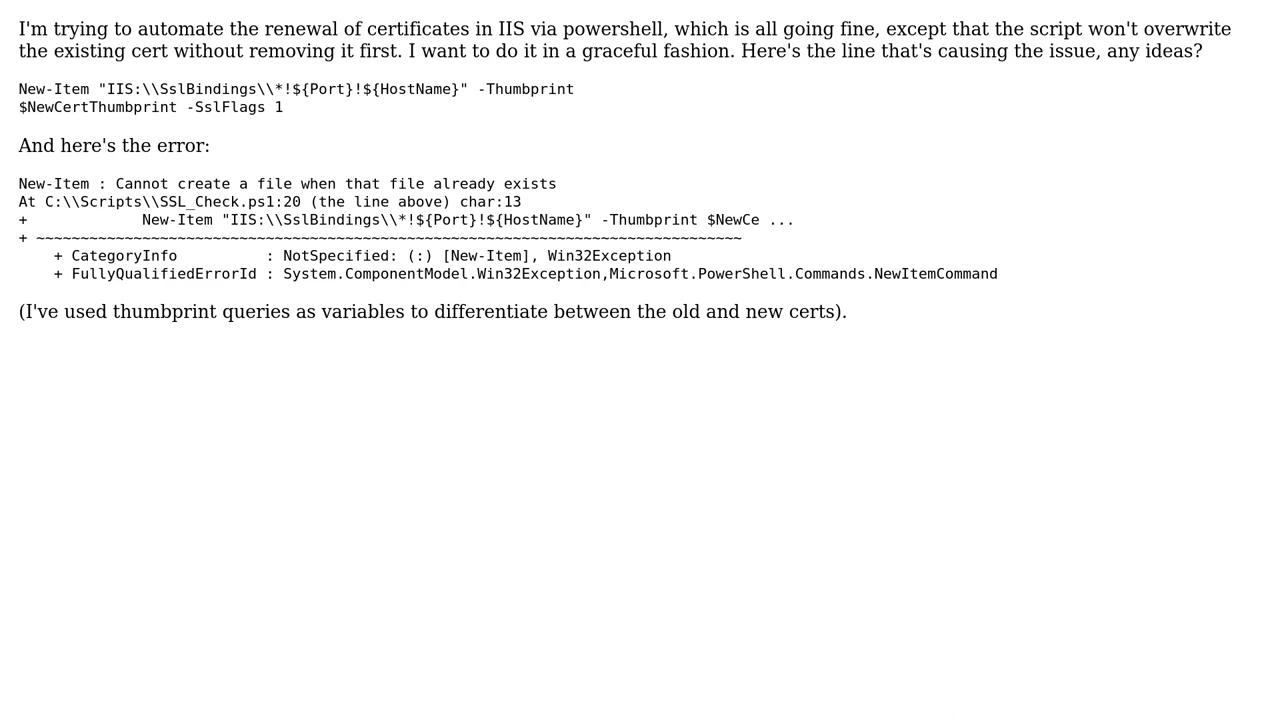 I'm trying to automate the renewal of certificates in IIS via powershell, which is all going fine, except that the script won't overwrite
the existing cert without removing it first. I want to do it in a graceful fashion. Here's the line that's causing the issue, any ideas?
New-Item "IIS:\\SslBindings\\*!${Port}!${HostName}" -Thumbprint
$NewCertThumbprint -SslFlags 1
And here's the error:
New-Item : Cannot create a file when that file already exists
At C:\\Scripts\\SSL_Check.ps1:20 (the line above) char:13
+             New-Item "IIS:\\SslBindings\\*!${Port}!${HostName}" -Thumbprint $NewCe ...
+ ~~~~~~~~~~~~~~~~~~~~~~~~~~~~~~~~~~~~~~~~~~~~~~~~~~~~~~~~~~~~~~~~~~~~~~~~~~~~~~~~
    + CategoryInfo          : NotSpecified: (:) [New-Item], Win32Exception
    + FullyQualifiedErrorId : System.ComponentModel.Win32Exception,Microsoft.PowerShell.Commands.NewItemCommand
(I've used thumbprint queries as variables to differentiate between the old and new certs).